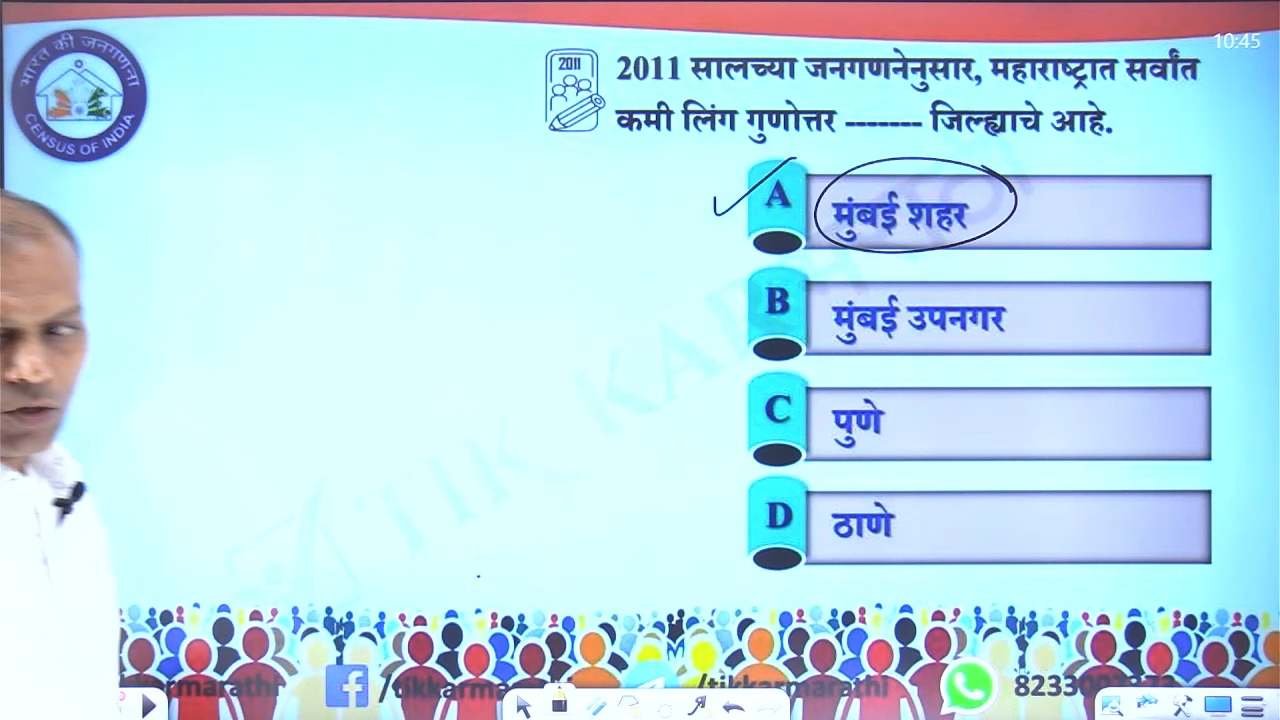 10:45
भारत की जनगणना
CENSUS OF INDIA
2011
2011 सालच्या जनगणनेनुसार, महाराष्ट्रात सर्वांत
कमी लिंग गुणोत्तर ------- जिल्ह्याचे आहे.
A मुंबई शहर
B मुंबई उपनगर
C पुणे
D ठाणे